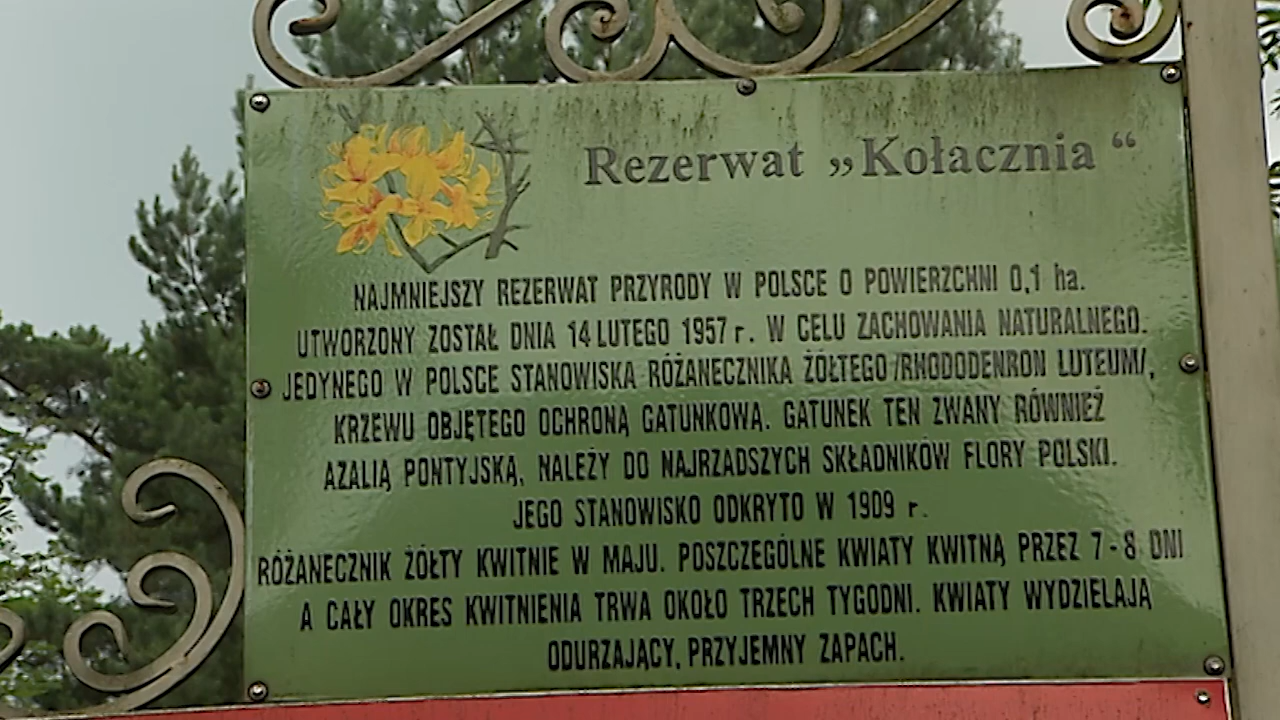 Rezerwat „Kołacznia “
NAJMNIEJSZY REZERWAT PRZYRODY W POLSCE O POWIERZCHNI 0,1 ha.
UTWORZONY ZOSTAŁ DNIA 14 LUTEGO 1957 r. W CELU ZACHOWANIA NATURALNEGO.
JEDYNEGO W POLSCE STANOWISKA RÓŻANECZNIKA ŻÓŁTEGO /RHODODENRON LUTEUM/,
KRZEWU OBJĘTEGO OCHRONĄ GATUNKOWĄ. GATUNEK TEN ZWANY RÓWNIEŻ
AZALIĄ PONTYJSKĄ, NALEŻY DO NAJRZADSZYCH SKŁADNIKÓW FLORY POLSKI.
JEGO STANOWISKO ODKRYTO W 1909 r.
RÓŻANECZNIK ŻÓŁTY KWITNIE W MAJU. POSZCZEGÓLNE KWIATY KWITNĄ PRZEZ 7 - 8 DNI
A CAŁY OKRES KWITNIENIA TRWA OKOŁO TRZECH TYGODNI. KWIATY WYDZIELAJĄ
ODURZAJĄCY, PRZYJEMNY ZAPACH.